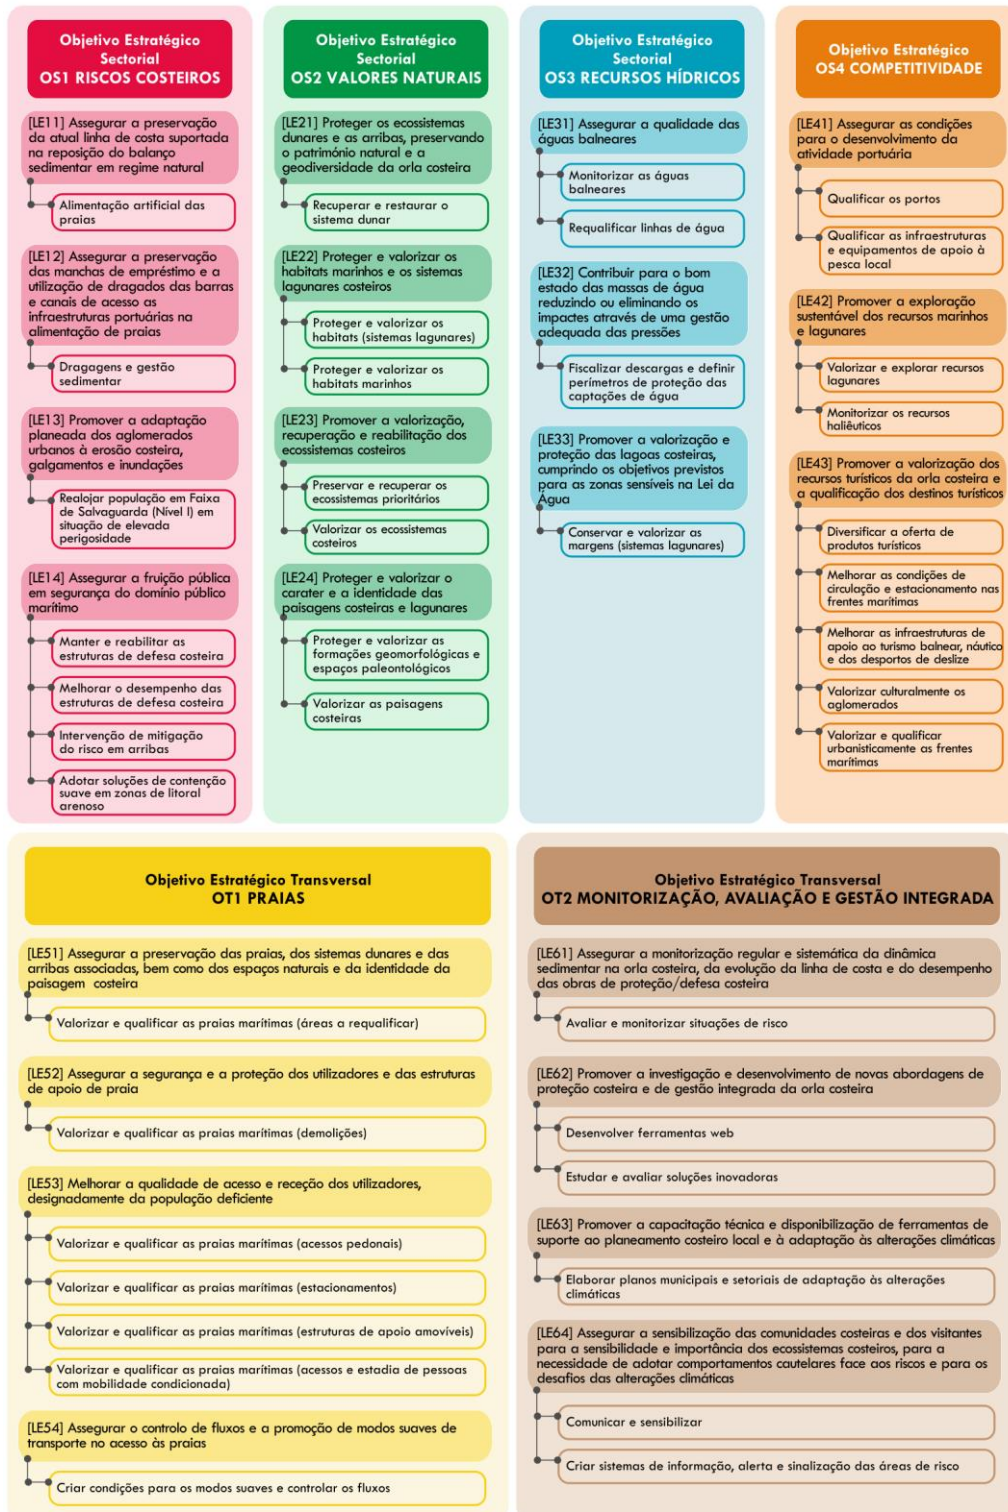 Objetivo Estratégico
Sectorial
OS1 RISCOS COSTEIROS
[LE11] Assegurar a preservação
da atual linha de costa suportada
na reposição do balanço
sedimentar em regime natural
Alimentação artificial das
praias
[LE12] Assegurar a preservação
das manchas de empréstimo e a
utilização de dragados das barras
e canais de acesso as
infraestruturas portuárias na
alimentação de praias
Dragagens e gestão
sedimentar
[LE13] Promover a adaptação
planeada dos aglomerados
urbanos à erosão costeira,
galgamentos e inundações
Realojar população em Faixa
de Salvaguarda (Nível I) em
situação de elevada
perigosidade
[LE14] Assegurar a fruição pública
em segurança do domínio público
marítimo
Manter e reabilitar as
estruturas de defesa costeira
Melhorar o desempenho das
estruturas de defesa costeira
Intervenção de mitigação
do risco em arribas
Adotar soluções de contenção
suave em zonas de litoral
arenoso
Objetivo Estratégico
Sectorial
OS2 VALORES NATURAIS
[LE21] Proteger os ecossistemas
dunares e as arribas, preservando
o património natural e a
geodiversidade da orla costeira
Recuperar e restaurar o
sistema dunar
[LE22] Proteger e valorizar os
habitats marinhos e os sistemas
lagunares costeiros
Proteger e valorizar os
habitats (sistemas lagunares)
Proteger e valorizar os
habitats marinhos
[LE23] Promover a valorização,
recuperação e reabilitação dos
ecossistemas costeiros
Preservar e recuperar os
ecossistemas prioritários
Valorizar os ecossistemas
costeiros
[LE24] Proteger e valorizar o
carater e a identidade das
paisagens costeiras e lagunares
Proteger e valorizar as
formações geomorfológicas e
espaços paleontológicos
Valorizar as paisagens
costeiras
Objetivo Estratégico
Sectorial
OS3 RECURSOS HÍDRICOS
[LE31] Assegurar a qualidade das
águas balneares
Monitorizar as águas
balneares
Requalificar linhas de água
[LE32] Contribuir para o bom
estado das massas de água
reduzindo ou eliminando os
impactes através de uma gestão
adequada das pressões
Fiscalizar descargas e definir
perímetros de proteção das
captações de água
[LE33] Promover a valorização e
proteção das lagoas costeiras,
cumprindo os objetivos previstos
para as zonas sensíveis na Lei da
Água
Conservar e valorizar as
margens (sistemas lagunares)
Objetivo Estratégico
OS4 COMPETITIVIDADE
[LE41] Assegurar as condições
para o desenvolvimento da
atividade portuária
Qualificar os portos
Qualificar as infraestruturas
e equipamentos de apoio à
pesca local
[LE42] Promover a exploração
sustentável dos recursos marinhos
e lagunares
Valorizar e explorar recursos
lagunares
Monitorizar os recursos
haliêuticos
[LE43] Promover a valorização dos
recursos turísticos da orla costeira e
a qualificação dos destinos turísticos
Diversificar a oferta de
produtos turísticos
Melhorar as condições de
circulação e estacionamento nas
frentes marítimas
Melhorar as infraestruturas de
apoio ao turismo balnear, náutico
e dos desportos de deslize
Valorizar culturalmente os
aglomerados
Valorizar e qualificar
urbanisticamente as frentes
marítimas
Objetivo Estratégico Transversal
OT1 PRAIAS
[LE51] Assegurar a preservação das praias, dos sistemas dunares e das
arribas associadas, bem como dos espaços naturais e da identidade da
paisagem costeira
Valorizar e qualificar as praias marítimas (áreas a requalificar)
[LE52] Assegurar a segurança e a proteção dos utilizadores e das estruturas
de apoio de praia
Valorizar e qualificar as praias marítimas (demolições)
[LE53] Melhorar a qualidade de acesso e receção dos utilizadores,
designadamente da população deficiente
Valorizar e qualificar as praias marítimas (acessos pedonais)
Valorizar e qualificar as praias marítimas (estacionamentos)
Valorizar e qualificar as praias marítimas (estruturas de apoio amovíveis)
Valorizar e qualificar as praias marítimas (acessos e estadia de pessoas
com mobilidade condicionada)
[LE54] Assegurar o controlo de fluxos e a promoção de modos suaves de
transporte no acesso às praias
Criar condições para os modos suaves e controlar os fluxos
Objetivo Estratégico Transversal
OT2 MONITORIZAÇÃO, AVALIAÇÃO E GESTÃO INTEGRADA
[LE61] Assegurar a monitorização regular e sistemática da dinâmica
sedimentar na orla costeira, da evolução da linha de costa e do desempenho
das obras de proteção/defesa costeira
Avaliar e monitorizar situações de risco
[LE62] Promover a investigação e desenvolvimento de novas abordagens de
proteção costeira e de gestão integrada da orla costeira
Desenvolver ferramentas web
Estudar e avaliar soluções inovadoras
[LE63] Promover a capacitação técnica e disponibilização de ferramentas de
suporte ao planeamento costeiro local e à adaptação às alterações climáticas
Elaborar planos municipais e setoriais de adaptação às alterações
climáticas
[LE64] Assegurar a sensibilização das comunidades costeiras e dos visitantes
para a sensibilidade e importância dos ecossistemas costeiros, para a
necessidade de adotar comportamentos cautelares face aos riscos e para os
desafios das alterações climáticas
Comunicar e sensibilizar
Criar sistemas de informação, alerta e sinalização das áreas de risco